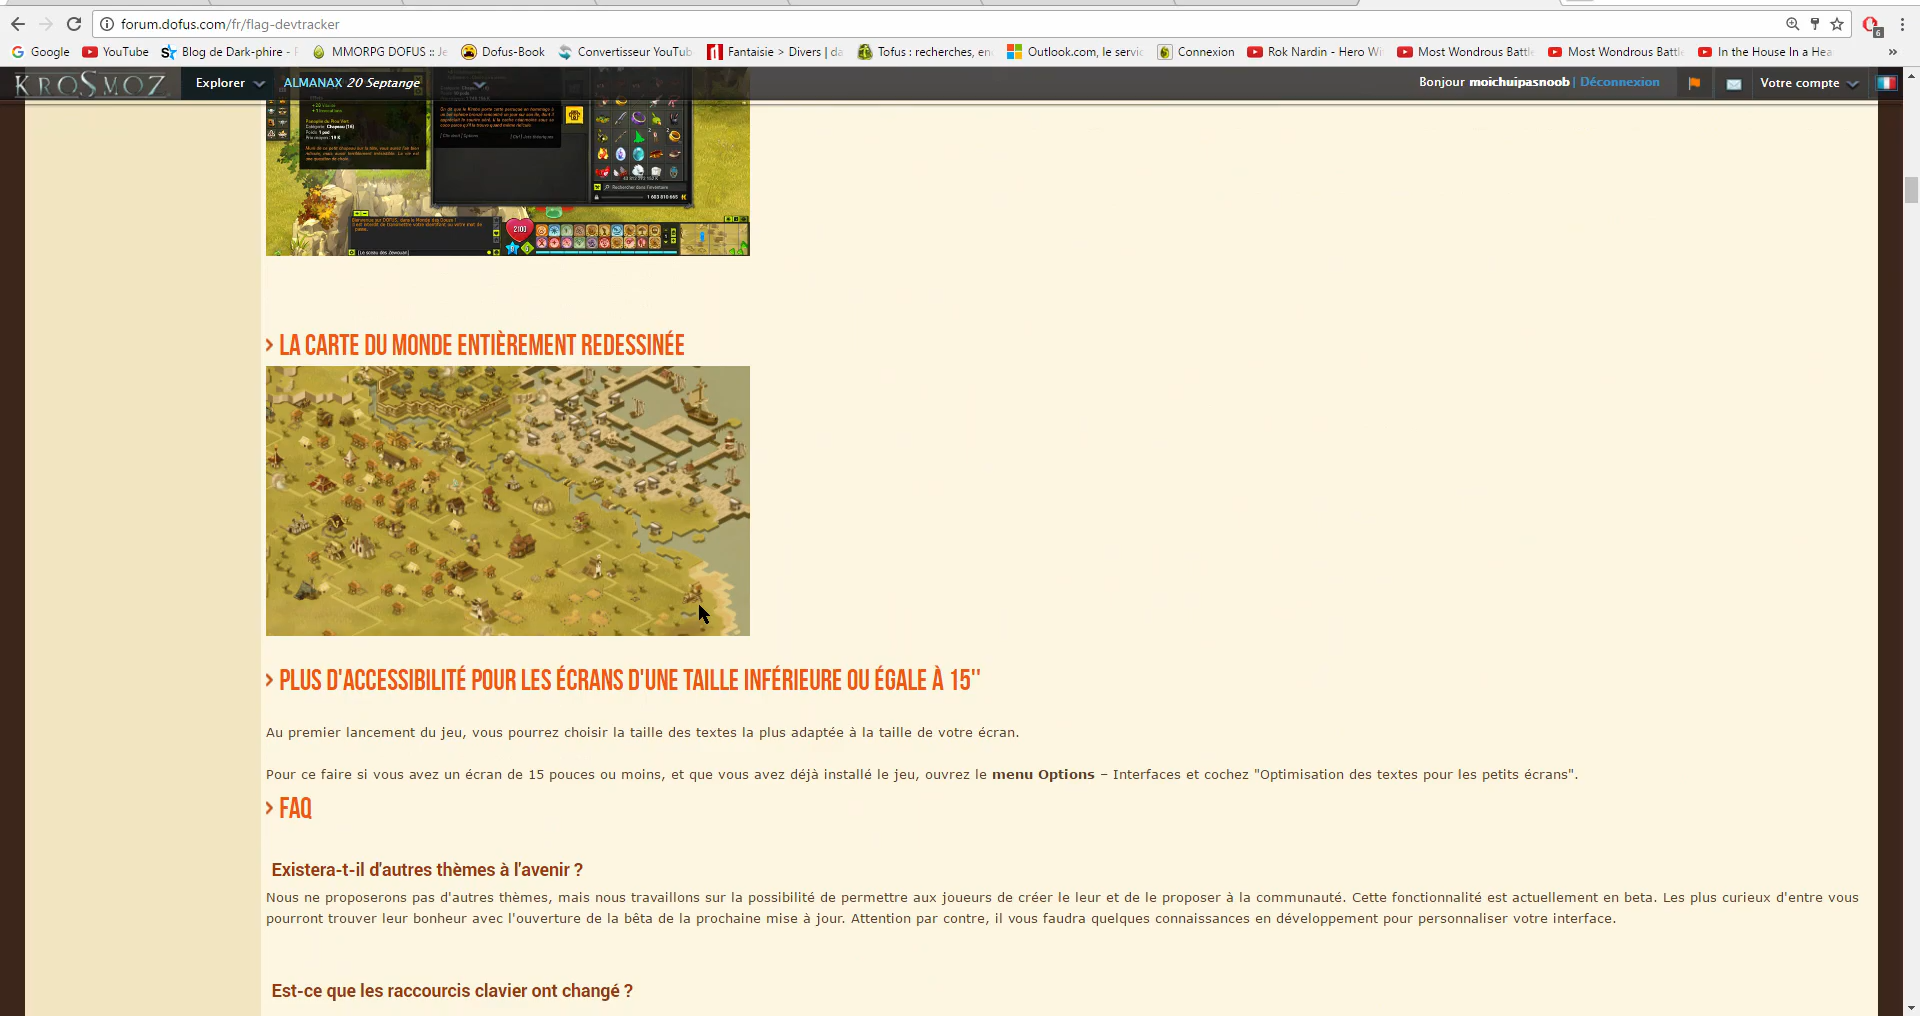 forum.dofus.com/fr/flag-devtracker
6
Google YouTube Blog de Dark-phire - F MMORPG DOFUS :: Je Dofus-Book Convertisseur YouTub Fantaisie > Divers | da Tofus : recherches, en Outlook.com, le servic Connexion Rok Nardin - Hero Wi Most Wondrous Battl Most Wondrous Battl In the House In a Hea »
KROSMOZ Explorer ALMANAX 20 Septange Bonjour moichuipasnoob | Déconnexion Votre compte
Rechercher dans l'inventaire
2100
> LA CARTE DU MONDE ENTIÈREMENT REDESSINÉE
> PLUS D'ACCESSIBILITÉ POUR LES ÉCRANS D'UNE TAILLE INFÉRIEURE OU ÉGALE À 15''
Au premier lancement du jeu, vous pourrez choisir la taille des textes la plus adaptée à la taille de votre écran.
Pour ce faire si vous avez un écran de 15 pouces ou moins, et que vous avez déjà installé le jeu, ouvrez le menu Options – Interfaces et cochez "Optimisation des textes pour les petits écrans".
> FAQ
Existera-t-il d'autres thèmes à l'avenir ?
Nous ne proposerons pas d'autres thèmes, mais nous travaillons sur la possibilité de permettre aux joueurs de créer le leur et de le proposer à la communauté. Cette fonctionnalité est actuellement en beta. Les plus curieux d'entre vous
pourront trouver leur bonheur avec l'ouverture de la bêta de la prochaine mise à jour. Attention par contre, il vous faudra quelques connaissances en développement pour personnaliser votre interface.
Est-ce que les raccourcis clavier ont changé ?